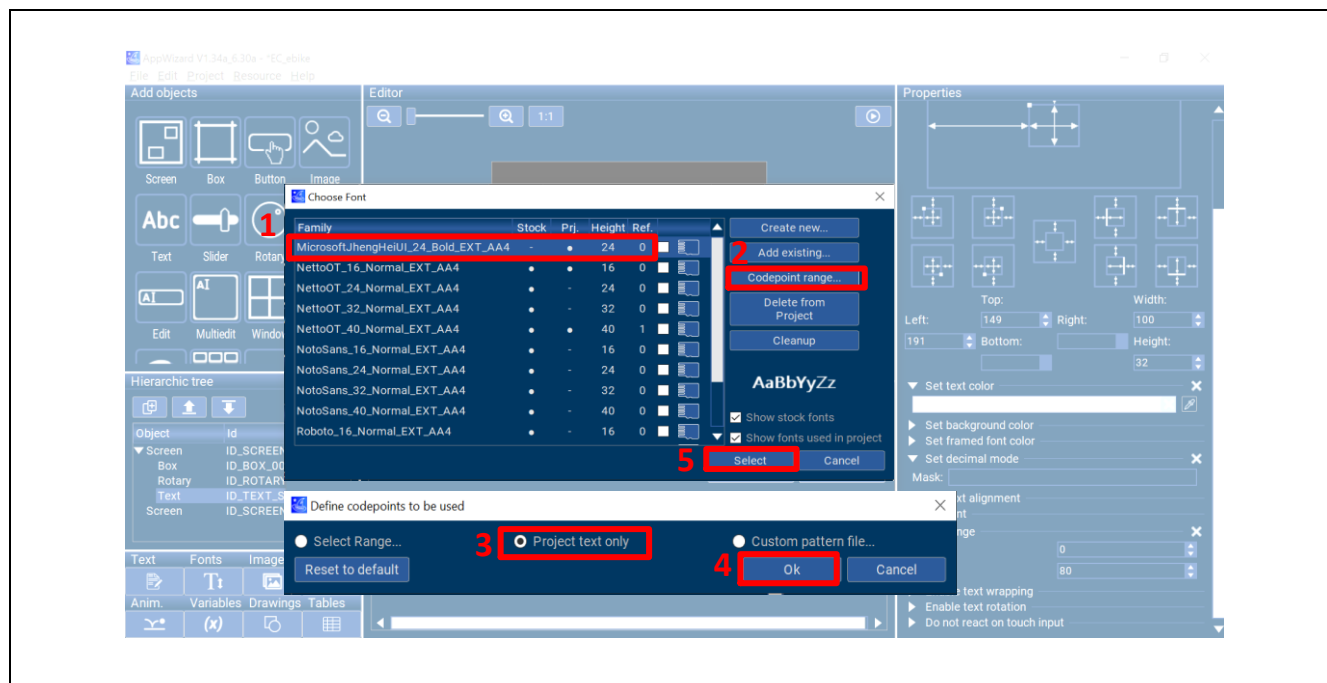 AppWizard V1.34a_6.30a - *EC_ebike
File Edit Project Resource Help
Add objects
Screen Box Button Image
Abc
Text Slider Rotary
AI AI
Edit Multiedit Window
Hierarchic tree
Object Id
Screen ID_SCREEN
Box ID_BOX_00
Rotary ID_ROTARY
Text ID_TEXT_S
Screen ID_SCREEN
Text Fonts Image
Anim. Variables Drawings Tables
(x)
Editor
1:1
1
Choose Font
Family Stock Prj. Height Ref.
MicrosoftJhengHeiUI_24_Bold_EXT_AA4 - • 24 0
NettoOT_16_Normal_EXT_AA4 • • 16 0
NettoOT_24_Normal_EXT_AA4 • - 24 0
NettoOT_32_Normal_EXT_AA4 • - 32 0
NettoOT_40_Normal_EXT_AA4 • • 40 1
NotoSans_16_Normal_EXT_AA4 • - 16 0
NotoSans_24_Normal_EXT_AA4 • - 24 0
NotoSans_32_Normal_EXT_AA4 • - 32 0
NotoSans_40_Normal_EXT_AA4 • - 40 0
Roboto_16_Normal_EXT_AA4 • - 16 0
Create new...
2
Add existing...
Codepoint range...
Delete from
Project
Cleanup
AaBbYyZz
Show stock fonts
Show fonts used in project
5 Select Cancel
Define codepoints to be used
Select Range... 3 Project text only Custom pattern file...
Reset to default 4 Ok Cancel
Properties
Top: Width:
Left: 149 Right: 100
191 Bottom: Height:
32
Set text color
Set background color
Set framed font color
Set decimal mode
Mask:
xt alignment
nt
nge
0
80
text wrapping
Enable text rotation
Do not react on touch input